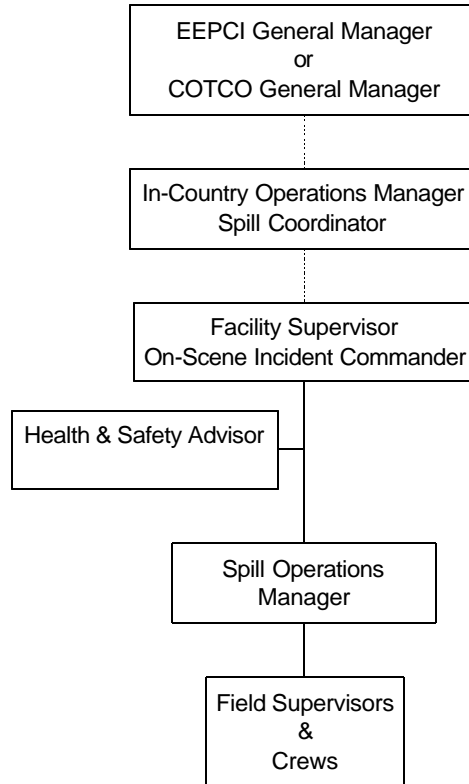 EEPCI General Manager
or
COTCO General Manager
In-Country Operations Manager
Spill Coordinator
Facility Supervisor
On-Scene Incident Commander
Health & Safety Advisor
Spill Operations
Manager
Field Supervisors
&
Crews